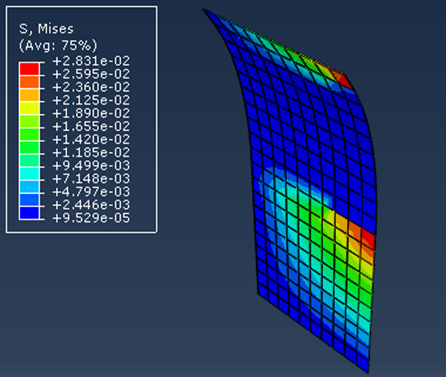 S, Mises
(Avg: 75%)
+2.831e-02
+2.595e-02
+2.360e-02
+2.125e-02
+1.890e-02
+1.655e-02
+1.420e-02
+1.185e-02
+9.499e-03
+7.148e-03
+4.797e-03
+2.446e-03
+9.529e-05